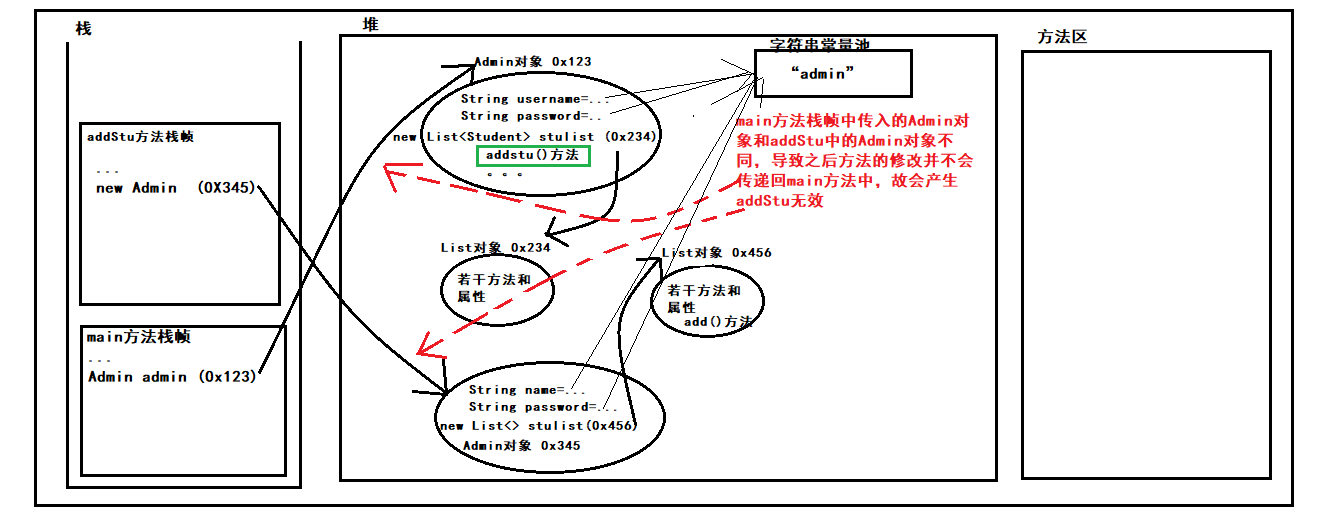 栈
堆
方法区
字符串常量池
“admin”
Admin对象 0x123
String username=...
String password=..
new List<Student> stulist (0x234)
addstu()方法
。。。
addStu方法栈帧
...
new Admin (0X345)
main方法栈帧中传入的Admin对
象和addStu中的Admin对象不
同，导致之后方法的修改并不会
传递回main方法中，故会产生
addStu无效
List对象 0x234
若干方法和
属性
List对象 0x456
若干方法和
属性
add()方法
main方法栈帧
...
Admin admin (0x123)
String name=...
String password=...
new List<> stulist(0x456)
Admin对象 0x345